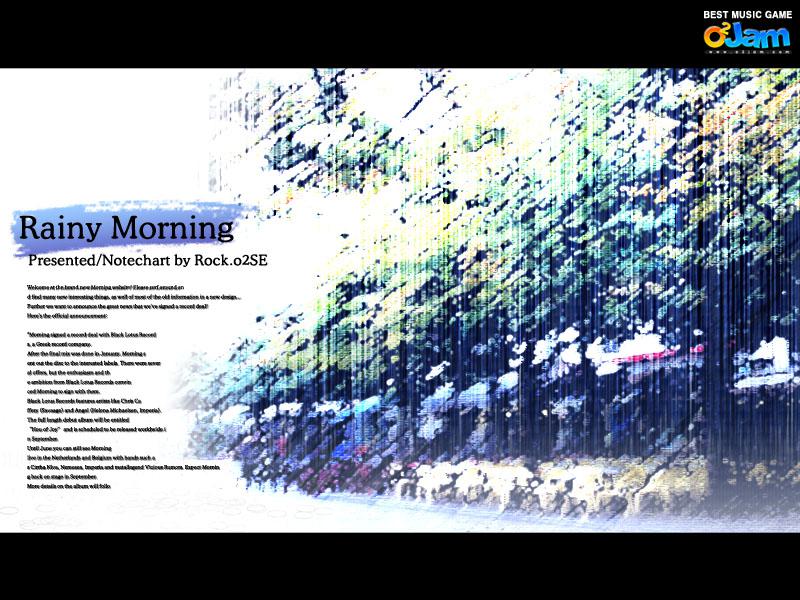 BEST MUSIC GAME
O2Jam
www.o2jam.com
Rainy Morning
Presented/Notechart by Rock.o2SE
Welcome at the brand new Morning website! Please surf around an
d find many new interesting things, as well of most of the old information in a new design...
Further we want to announce the great news that we've signed a record deal!
Here's the official announcement:
"Morning signed a record deal with Black Lotus Record
s, a Greek record company.
After the final mix was done in January, Morning s
ent out the disc to the interested labels. There were sever
al offers, but the enthusiasm and th
e ambition from Black Lotus Records convin
ced Morning to sign with them.
Black Lotus Records features artists like Chris Ca
ffery (Savatage) and Angel (Helena Michaelsen, Imperia).
The full length debut album will be entitled
"Hou of Joy" and is scheduled to be released worldwide i
n September.
Until June you can still see Morning
live in the Netherlands and Belgium with bands such a
s Cirrha Niva, Nemesea, Imperia and metallegend Vicious Rumors. Expect Mornin
g back on stage in September.
More details on the album will follo